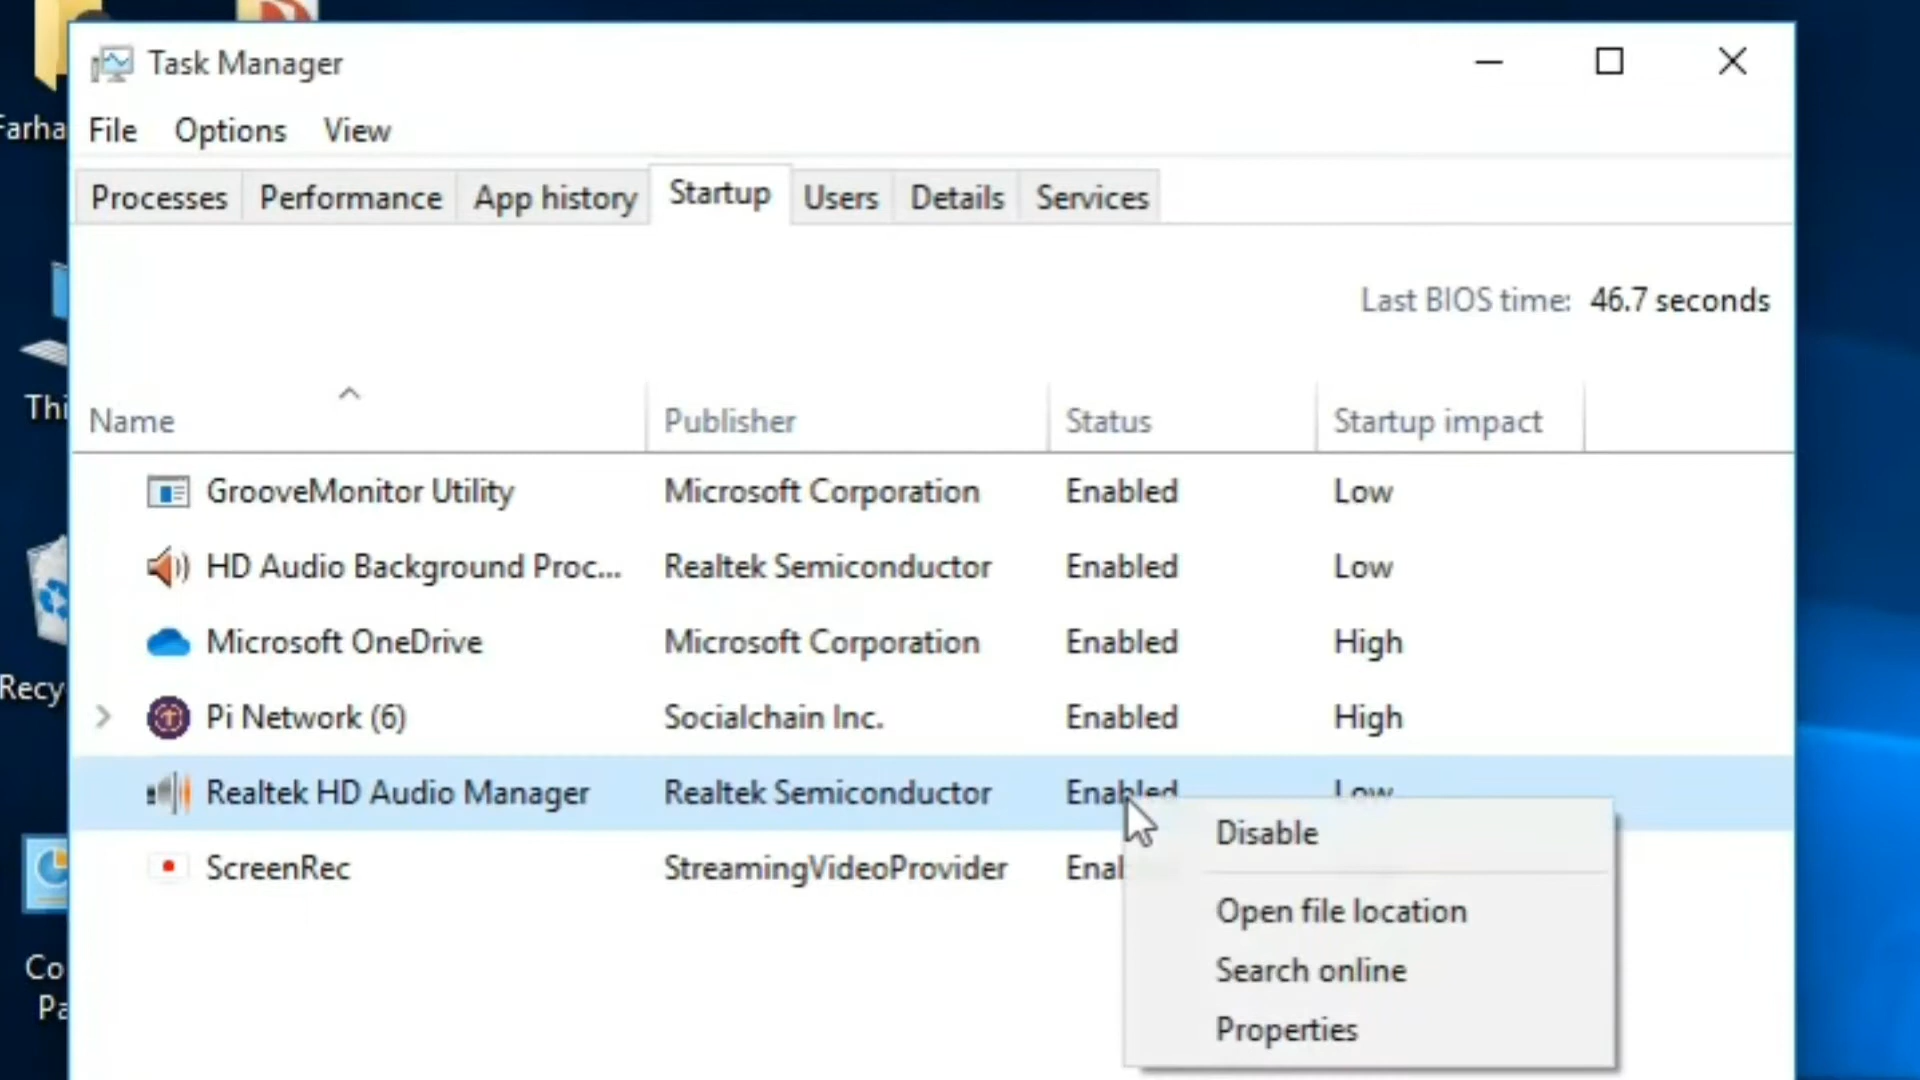 Task Manager
File Options View
Processes Performance App history Startup Users Details Services
Last BIOS time: 46.7 seconds
Name Publisher Status Startup impact
GrooveMonitor Utility Microsoft Corporation Enabled Low
HD Audio Background Proc... Realtek Semiconductor Enabled Low
Microsoft OneDrive Microsoft Corporation Enabled High
Pi Network (6) Socialchain Inc. Enabled High
Realtek HD Audio Manager Realtek Semiconductor Enabled Low
ScreenRec StreamingVideoProvider Enal
Disable
Open file location
Search online
Properties
Farha
Thi
Recy
Co
Pa